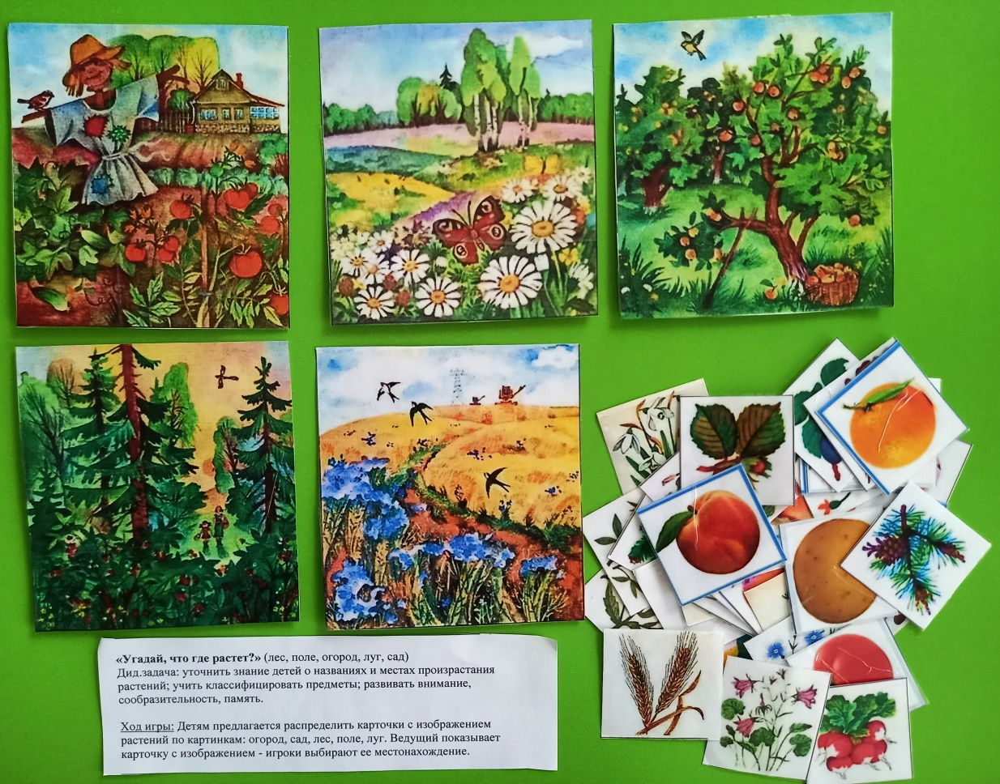 «Угадай, что где растет?» (лес, поле, огород, луг, сад)
Дид.задача: уточнить знание детей о названиях и местах произрастания
растений; учить классифицировать предметы; развивать внимание,
сообразительность, память.
Ход игры: Детям предлагается распределить карточки с изображением
растений по картинкам: огород, сад, лес, поле, луг. Ведущий показывает
карточку с изображением - игроки выбирают ее местонахождение.